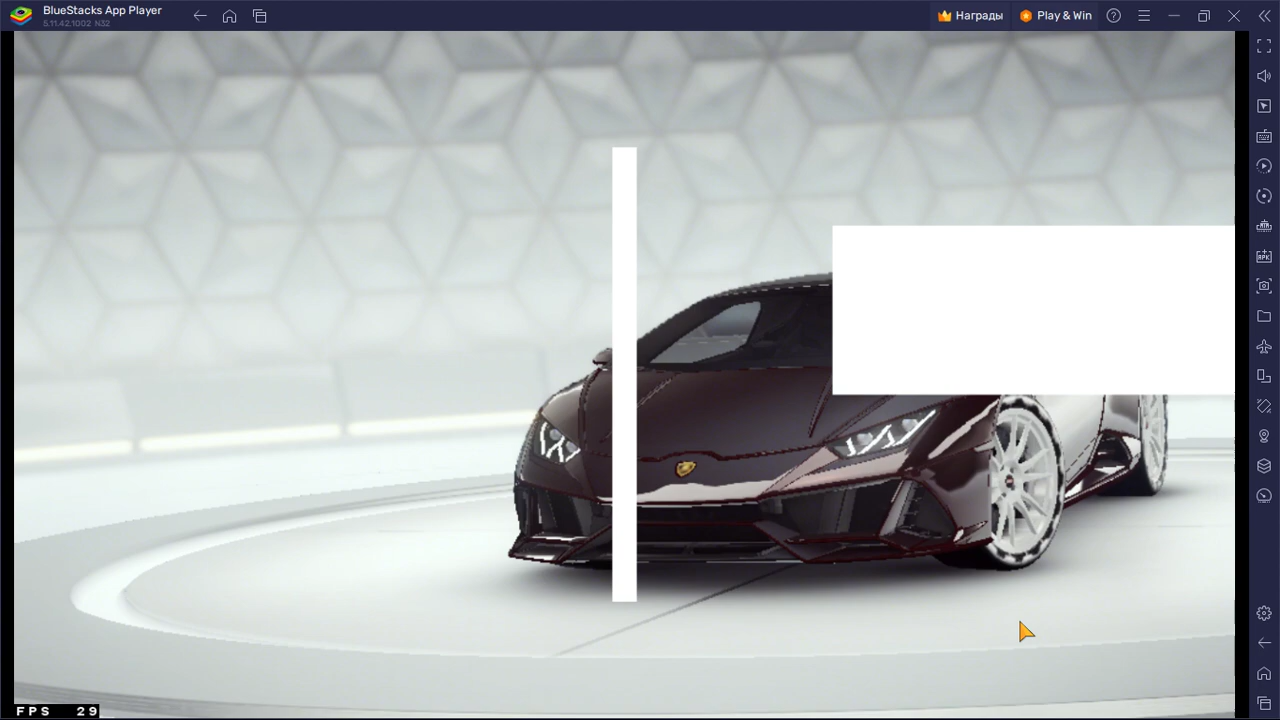 BlueStacks App Player
5.11.42.1002 N32
Награды
Play & Win
FPS 29